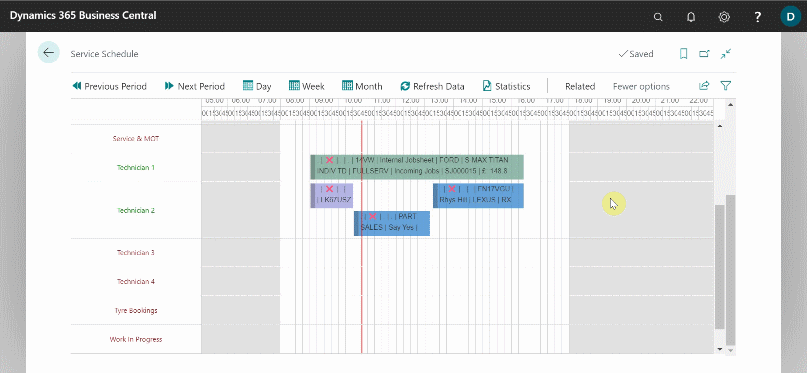 Dynamics 365 Business Central
?
D
Service Schedule
Saved
Previous Period
Next Period
Day
Week
Month
Refresh Data
Statistics
Related
Fewer options
05:00 06:00 07:00 08:00 09:00 10:00 11:00 12:00 13:00 14:00 15:00 16:00 17:00 18:00 19:00 20:00 21:00 22:00
Service & MOT
Technician 1
| ❌ | | | 14VW | Internal Jobsheet | FORD | S-MAX TITAN
INDIV TD | FULLSERV | Incoming Jobs | SJ000015 | £ 148.8
Technician 2
| ❌ | |
| LK67USZ
| ❌ | | | EN17VGU |
Rhys Hill | LEXUS | RX
| ❌ | | | PART
SALES | Say Yes |
Technician 3
Technician 4
Tyre Bookings
Work In Progress